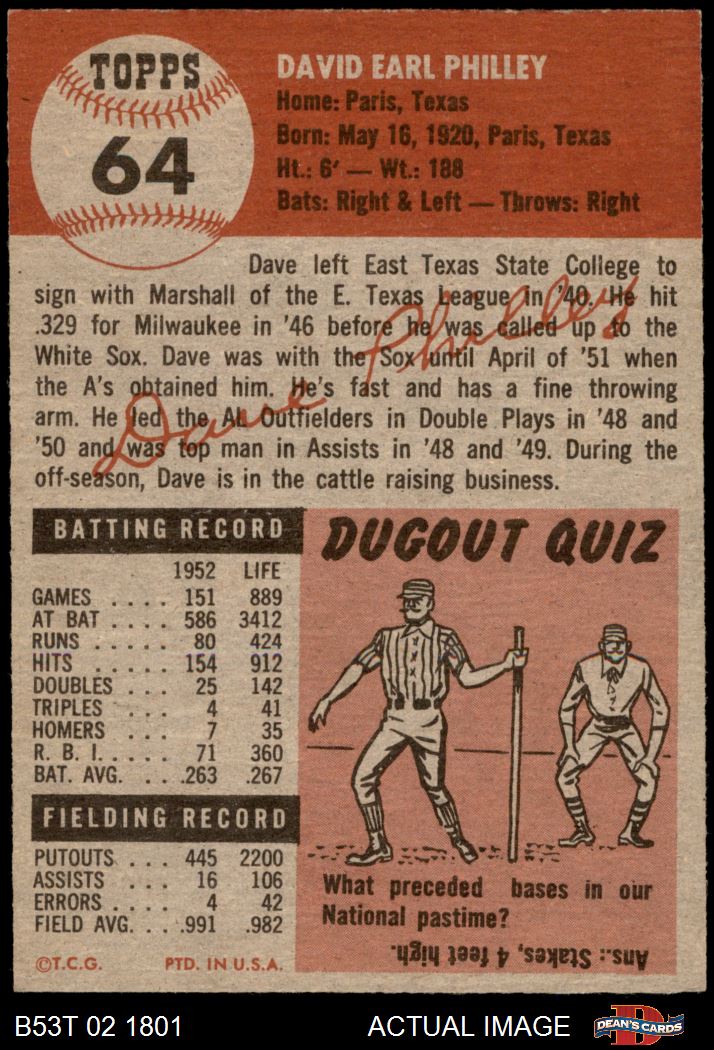 TOPPS
64
DAVID EARL PHILLEY
Home: Paris, Texas
Born: May 16, 1920, Paris, Texas
Ht.: 6' — Wt.: 188
Bats: Right & Left — Throws: Right
Dave left East Texas State College to
sign with Marshall of the E. Texas League in '40. He hit
.329 for Milwaukee in '46 before he was called up to the
White Sox. Dave was with the Sox until April of '51 when
the A's obtained him. He's fast and has a fine throwing
arm. He led the AL Outfielders in Double Plays in '48 and
'50 and was top man in Assists in '48 and '49. During the
off-season, Dave is in the cattle raising business.
Dave Philley
BATTING RECORD
1952 LIFE
GAMES . . . . 151 889
AT BAT . . . . 586 3412
RUNS . . . . . 80 424
HITS . . . . . 154 912
DOUBLES . . . 25 142
TRIPLES . . . 4 41
HOMERS . . . 7 35
R. B. I. . . . . 71 360
BAT. AVG. . . . .263 .267
FIELDING RECORD
PUTOUTS . . . 445 2200
ASSISTS . . . 16 106
ERRORS . . . . 4 42
FIELD AVG. . . .991 .982
©T.C.G. PTD. IN U.S.A.
DUGOUT QUIZ
What preceded bases in our
National pastime?
Ans.: Stakes, 4 feet high.
B53T 02 1801 ACTUAL IMAGE
D
DEAN'S CARDS